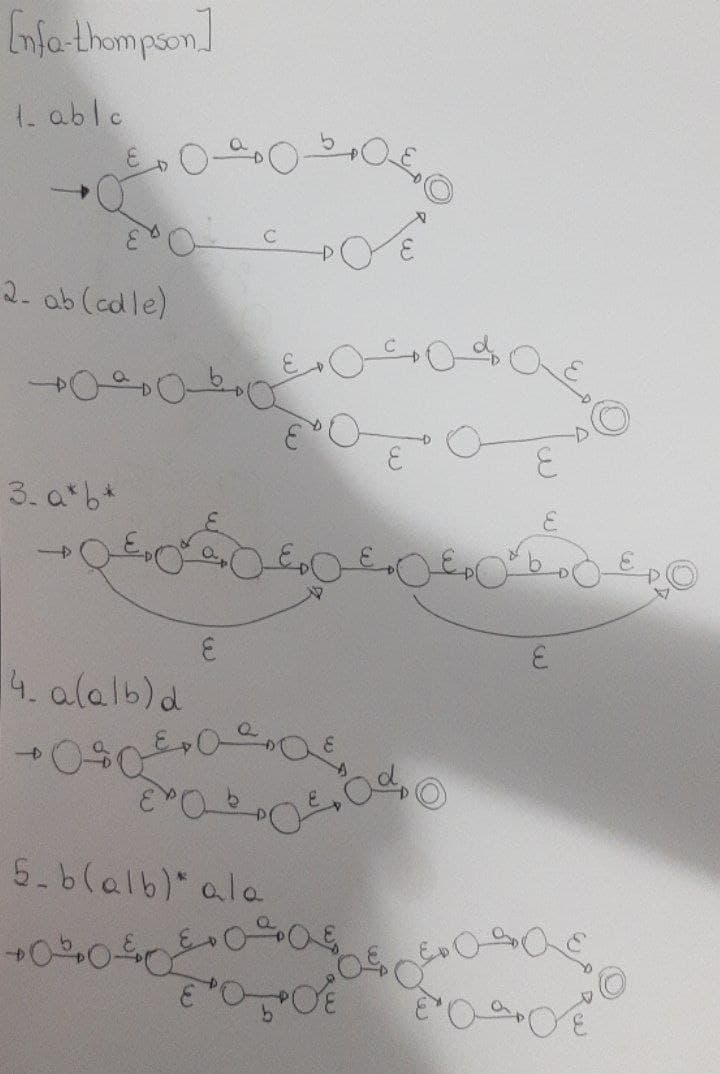 [nfa-thompson]
1- ab|c
ε a b ε
ε c ε
2- ab(cd|e)
a b ε c d ε
ε ε ε
3- a*b*
ε ε
ε a ε ε ε b ε
ε ε
4- a(a|b)d
a ε a ε
ε b ε d
5- b(a|b)* a|a
b ε ε a ε ε ε a ε
ε b ε ε a ε